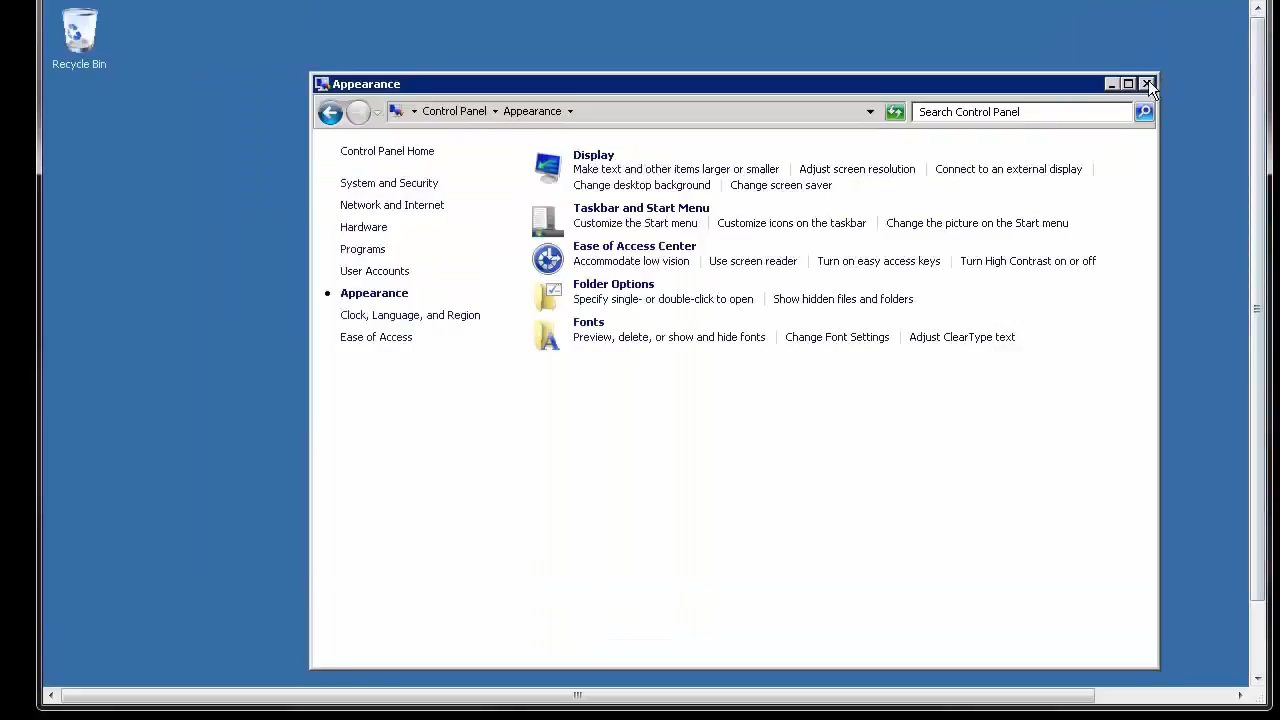 Recycle Bin
Appearance
Control Panel Appearance
Search Control Panel
Control Panel Home
System and Security
Network and Internet
Hardware
Programs
User Accounts
Appearance
Clock, Language, and Region
Ease of Access
Display
Make text and other items larger or smaller Adjust screen resolution Connect to an external display
Change desktop background Change screen saver
Taskbar and Start Menu
Customize the Start menu Customize icons on the taskbar Change the picture on the Start menu
Ease of Access Center
Accommodate low vision Use screen reader Turn on easy access keys Turn High Contrast on or off
Folder Options
Specify single- or double-click to open Show hidden files and folders
Fonts
Preview, delete, or show and hide fonts Change Font Settings Adjust ClearType text